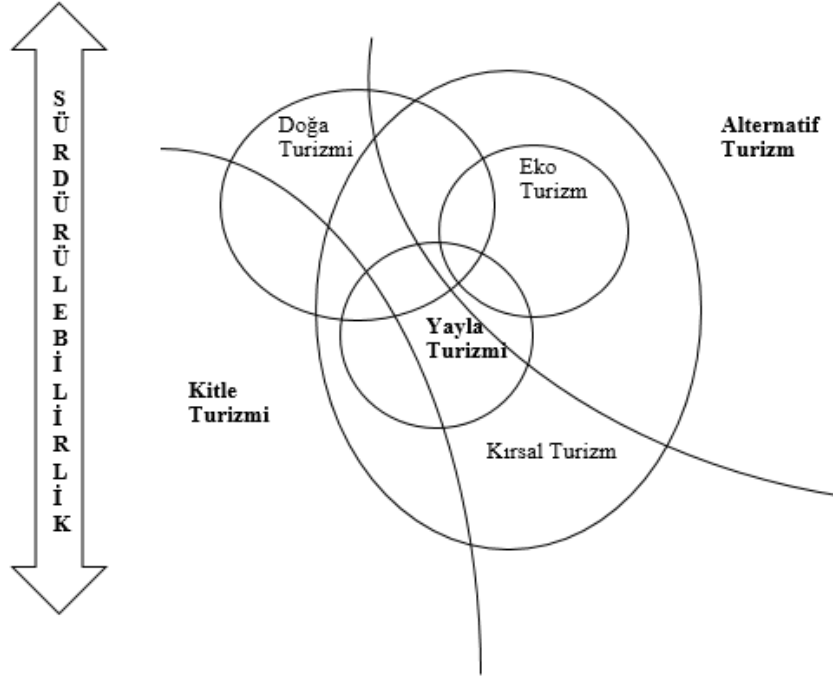 SÜRDÜRÜLEBİLİRLİK
Doğa
Turizmi
Alternatif
Turizm
Eko
Turizm
Yayla
Turizmi
Kitle
Turizmi
Kırsal Turizm